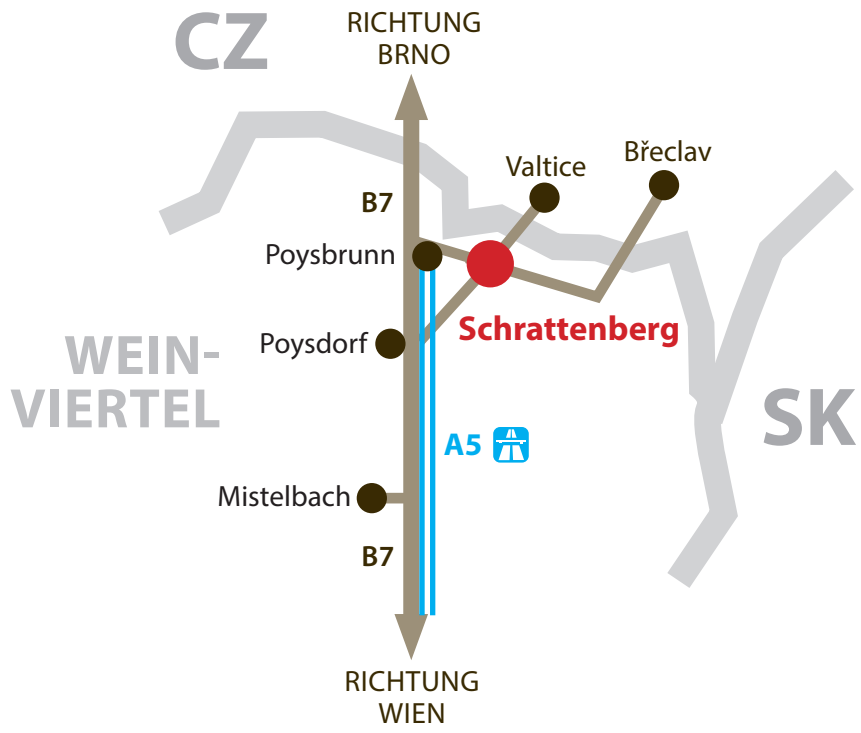 CZ
RICHTUNG
BRNO
Valtice
Břeclav
B7
Poysbrunn
Schrattenberg
Poysdorf
WEIN-
VIERTEL
SK
A5
Mistelbach
B7
RICHTUNG
WIEN